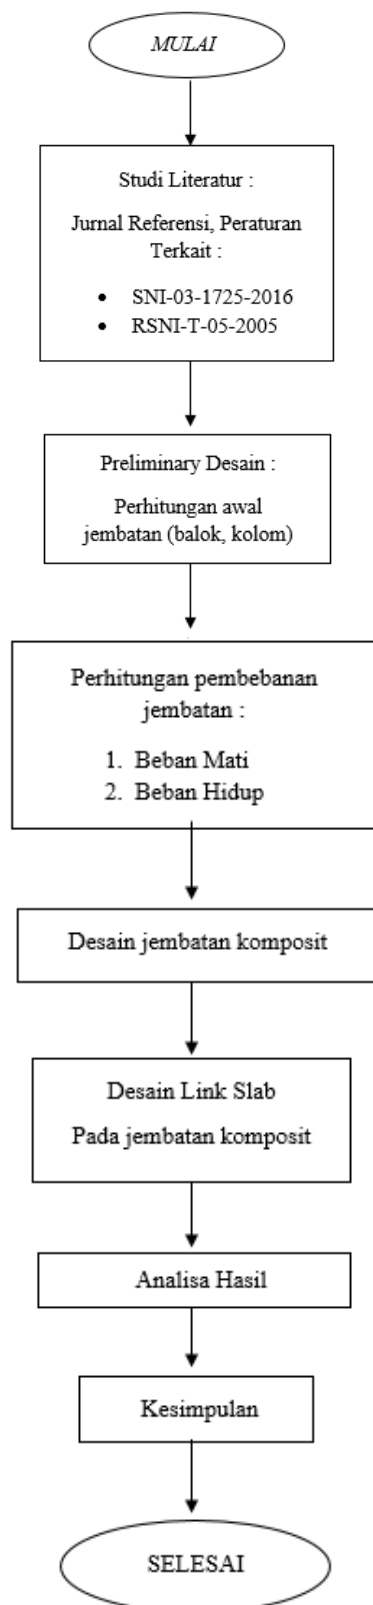 MULAI
Studi Literatur :
Jurnal Referensi, Peraturan
Terkait :
• SNI-03-1725-2016
• RSNI-T-05-2005
Preliminary Desain :
Perhitungan awal
jembatan (balok, kolom)
Perhitungan pembebanan
jembatan :
1. Beban Mati
2. Beban Hidup
Desain jembatan komposit
Desain Link Slab
Pada jembatan komposit
Analisa Hasil
Kesimpulan
SELESAI